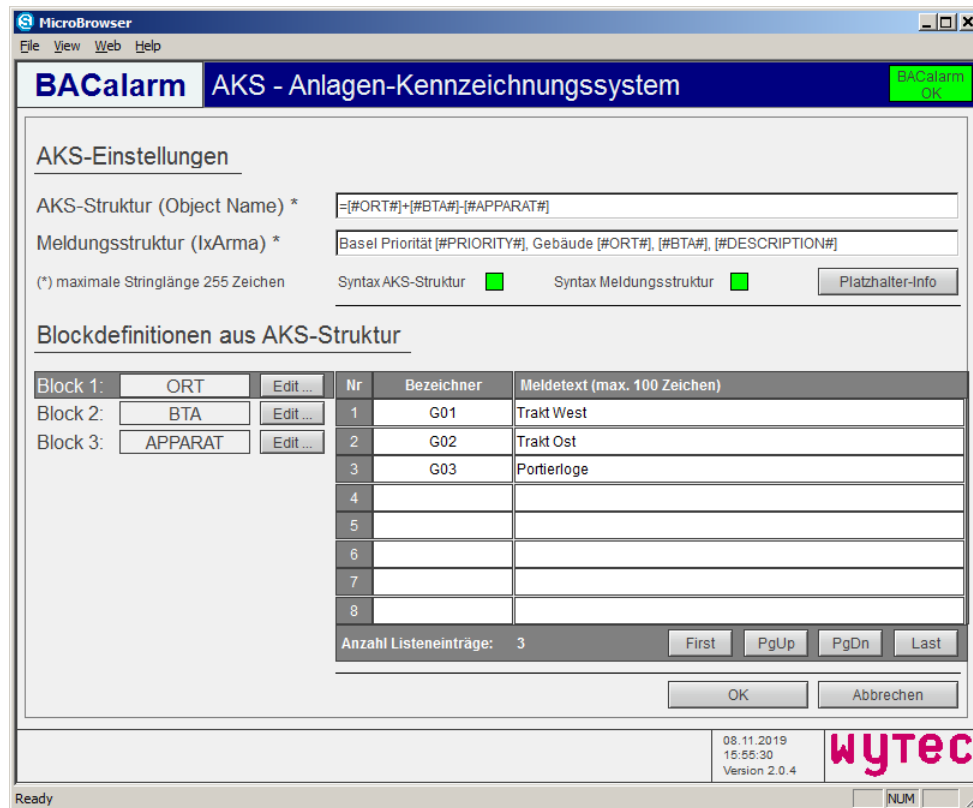 MicroBrowser
File View Web Help
BACalarm AKS - Anlagen-Kennzeichnungssystem BACalarm OK
AKS-Einstellungen
AKS-Struktur (Object Name) * =[#ORT#]+[#BTA#]-[#APPARAT#]
Meldungsstruktur (IxArma) * Basel Priorität [#PRIORITY#], Gebäude [#ORT#], [#BTA#], [#DESCRIPTION#]
(*) maximale Stringlänge 255 Zeichen Syntax AKS-Struktur Syntax Meldungsstruktur Platzhalter-Info
Blockdefinitionen aus AKS-Struktur
Block 1: ORT Edit ... Nr Bezeichner Meldetext (max. 100 Zeichen)
Block 2: BTA Edit ... 1 G01 Trakt West
Block 3: APPARAT Edit ... 2 G02 Trakt Ost
3 G03 Portierloge
4
5
6
7
8
Anzahl Listeneinträge: 3 First PgUp PgDn Last
OK Abbrechen
08.11.2019
15:55:30
Version 2.0.4
wytec
Ready NUM